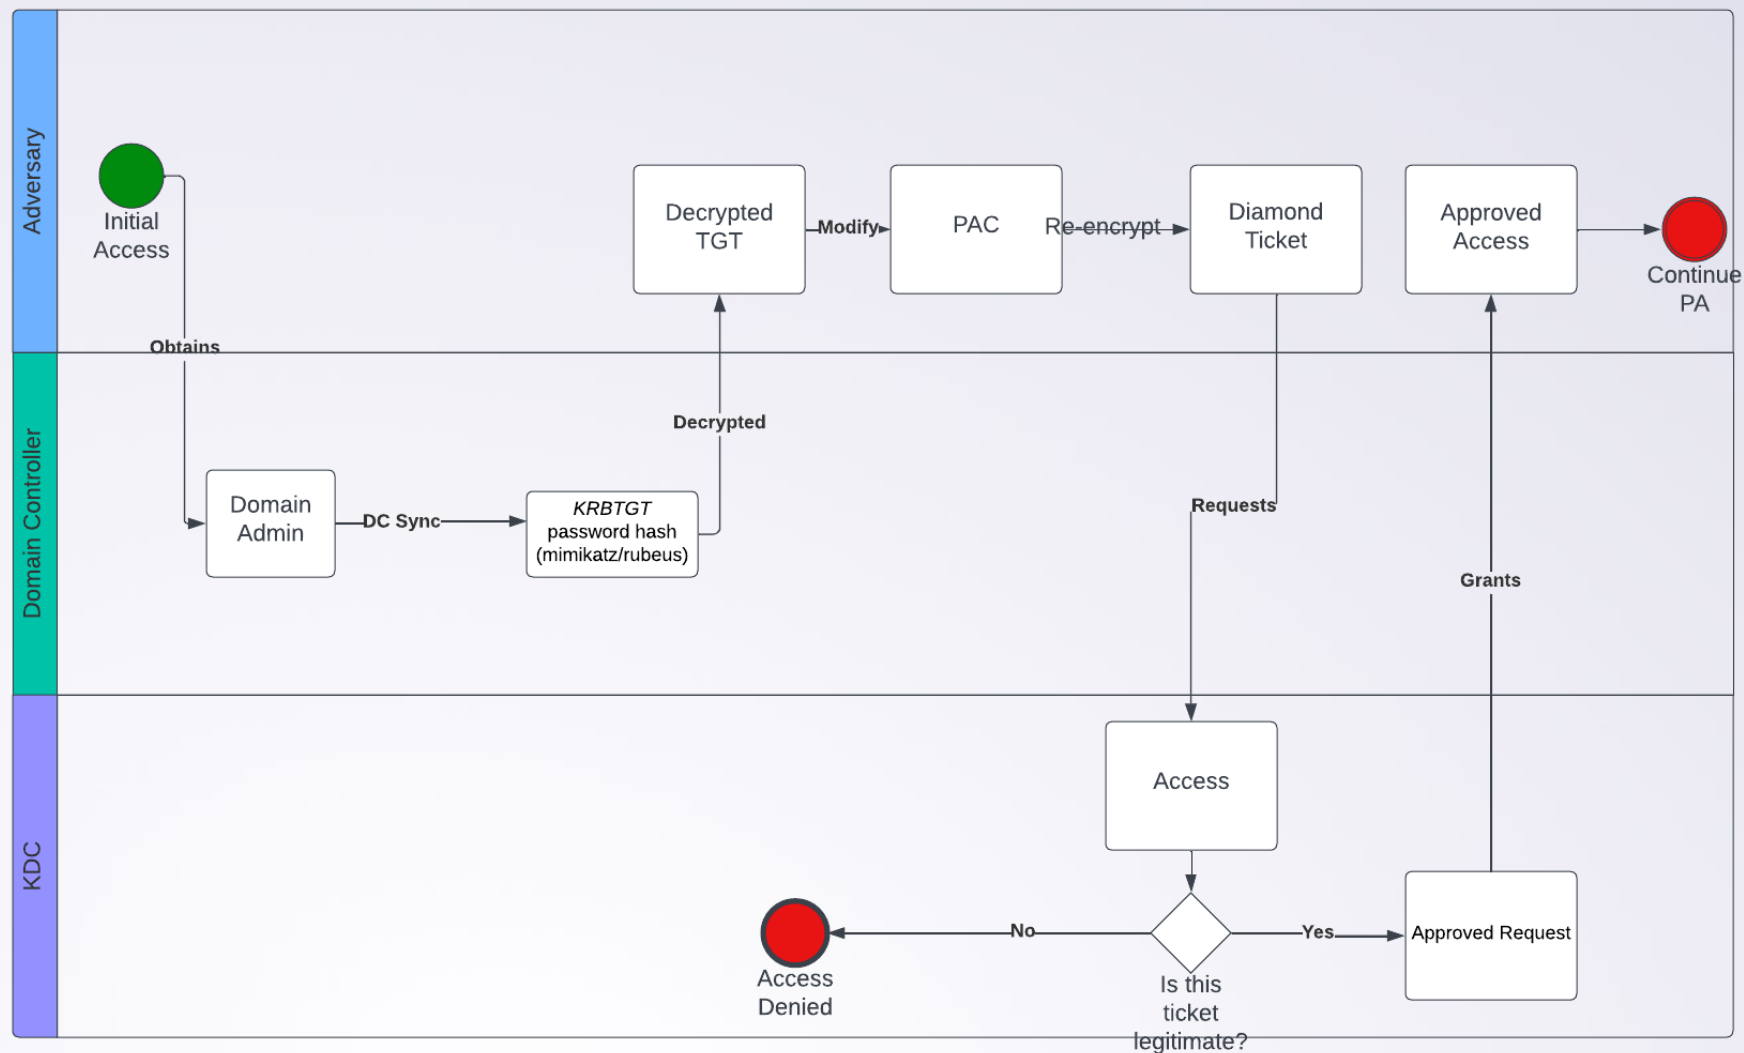 Adversary
Initial
Access
Obtains
Decrypted
TGT
Modify
PAC
Re-encrypt
Diamond
Ticket
Approved
Access
Continue
PA
Domain Controller
Domain
Admin
DC Sync
KRBTGT
password hash
(mimikatz/rubeus)
Decrypted
Requests
Grants
KDC
Access
Is this
ticket
legitimate?
No
Access
Denied
Yes
Approved Request